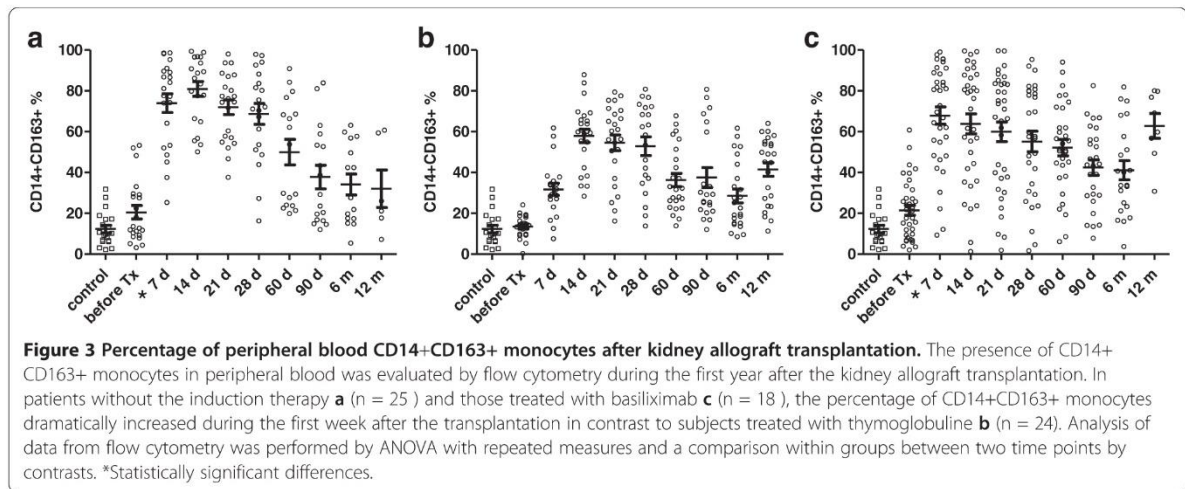 a
b
c
100
80
60
40
20
0
CD14+CD163+ %
control
before Tx
* 7 d
14 d
21 d
28 d
60 d
90 d
6 m
12 m
100
80
60
40
20
0
CD14+CD163+ %
control
before Tx
7 d
14 d
21 d
28 d
60 d
90 d
6 m
12 m
100
80
60
40
20
0
CD14+CD163+ %
control
before Tx
* 7 d
14 d
21 d
28 d
60 d
90 d
6 m
12 m
Figure 3 Percentage of peripheral blood CD14+CD163+ monocytes after kidney allograft transplantation. The presence of CD14+
CD163+ monocytes in peripheral blood was evaluated by flow cytometry during the first year after the kidney allograft transplantation. In
patients without the induction therapy a (n = 25 ) and those treated with basiliximab c (n = 18 ), the percentage of CD14+CD163+ monocytes
dramatically increased during the first week after the transplantation in contrast to subjects treated with thymoglobuline b (n = 24). Analysis of
data from flow cytometry was performed by ANOVA with repeated measures and a comparison within groups between two time points by
contrasts. *Statistically significant differences.